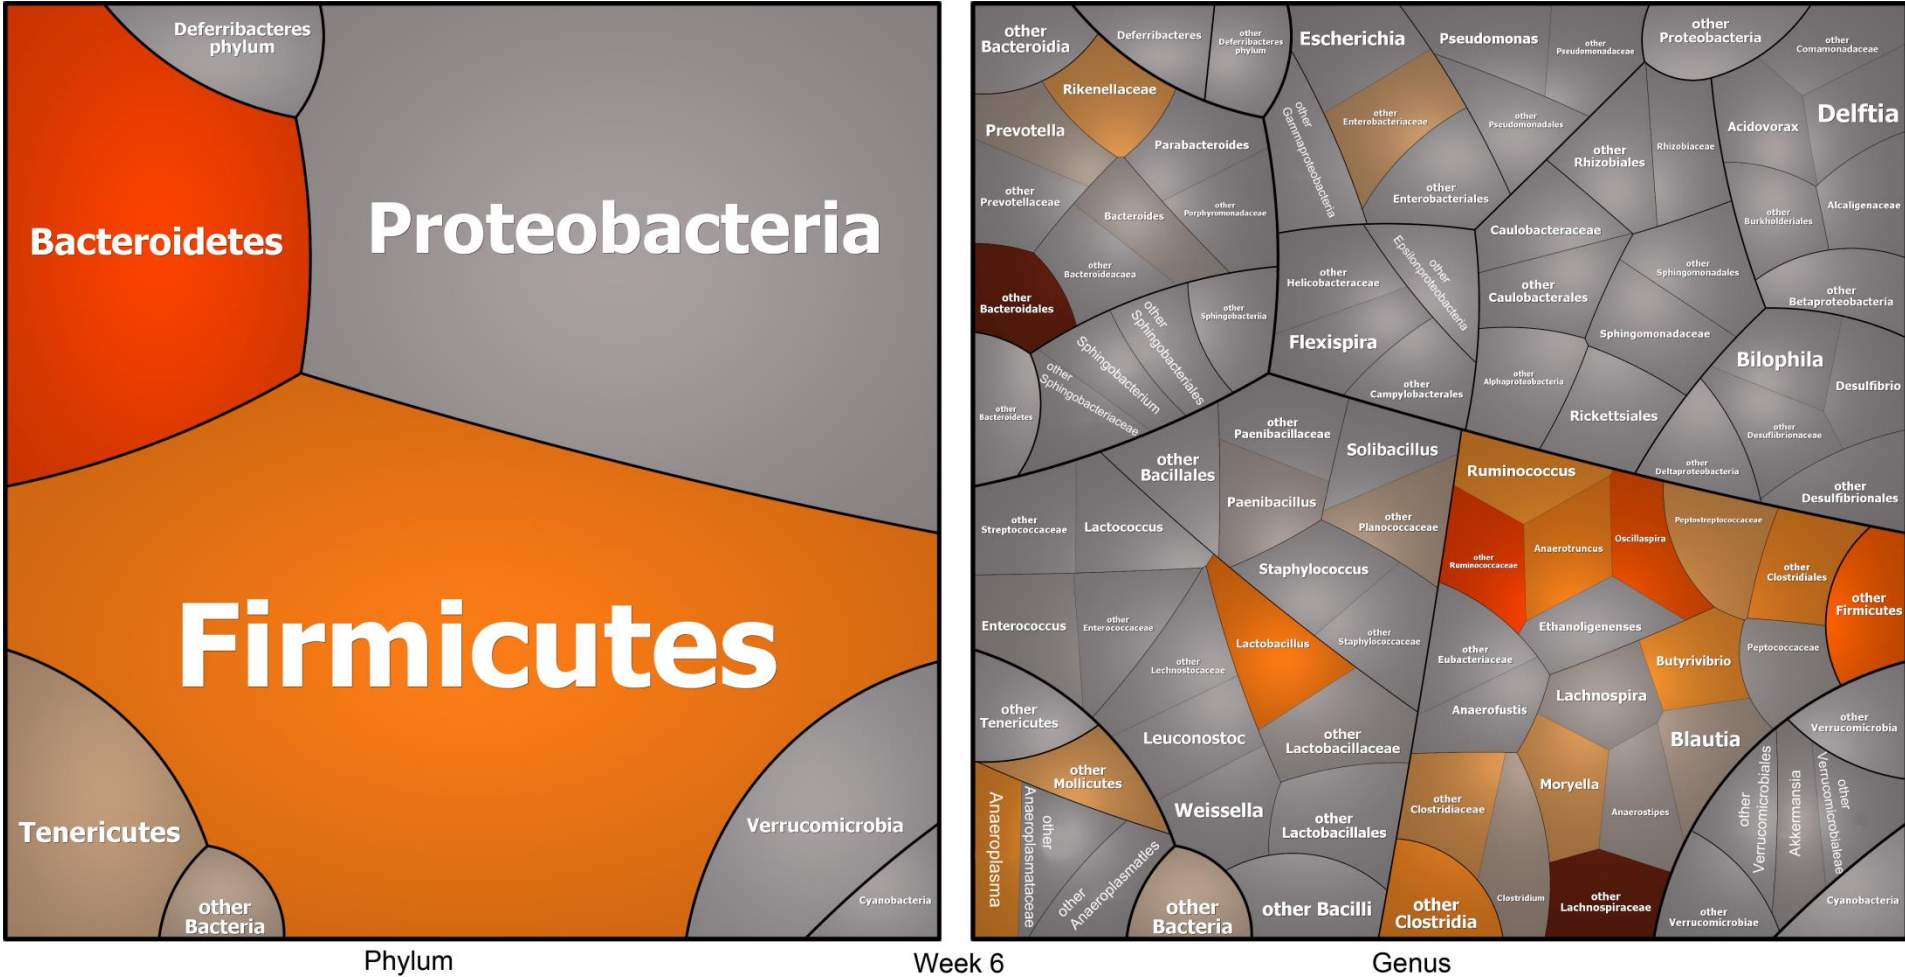 Deferribacteres
phylum
Bacteroidetes
Proteobacteria
Firmicutes
Tenericutes
other
Bacteria
Verrucomicrobia
Cyanobacteria
other
Bacteroidia
Deferribacteres
other
Deferribacteres
phylum
Escherichia
Pseudomonas
other
Pseudomonadaceae
other
Proteobacteria
other
Comamonadaceae
Rikenellaceae
Prevotella
Parabacteroides
other
Gammaproteobacteria
other
Enterobacteriaceae
other
Pseudomonadales
other
Rhizobiales
Rhizobiaceae
Acidovorax
Delftia
other
Prevotellaceae
Bacteroides
other
Porphyromonadaceae
other
Enterobacteriales
other
Burkholderiales
Alcaligenaceae
other
Bacteroideacaea
other
Bacteroidales
other
Helicobacteraceae
other
Epsilonproteobacteria
Caulobacteraceae
other
Caulobacterales
other
Sphingomonadales
other
Betaproteobacteria
other
Sphingobacteriales
other
Sphingobacteriia
Sphingobacterium
other
Sphingobacteriaceae
other
Bacteroidetes
Flexispira
other
Campylobacterales
Sphingomonadaceae
other
Alphaproteobacteria
Rickettsiales
Bilophila
Desulfibrio
other
Desuflibrionaceae
other
Deltaproteobacteria
other
Desulfibrionales
other
Paenibacillaceae
Solibacillus
other
Bacillales
Paenibacillus
other
Planococcaceae
other
Streptococcaceae
Lactococcus
Staphylococcus
other
Staphylococcaceae
Enterococcus
other
Enterococcaceae
other
Lechnostocaceae
Lactobacillus
Ruminococcus
other
Ruminococcaceae
Anaerotruncus
Oscillaspira
Peptostreptococcaceae
other
Clostridiales
other
Firmicutes
Ethanoligenenses
other
Eubacteriaceae
Butyrivibrio
Peptococcaceae
Lachnospira
Anaerofustis
other
Tenericutes
other
Mollicutes
Leuconostoc
other
Lactobacillaceae
Blautia
other
Verrucomicrobia
Anaeroplasma
other
Anaeroplasmataceae
other
Anaeroplasmatles
Weissella
other
Lactobacillales
other
Clostridiaceae
Moryella
Anaerostipes
other
Verrucomicrobiales
Akkermansia
other
Verrucomicrobialeae
other
Bacteria
other Bacilli
other
Clostridia
Clostridium
other
Lachnospiraceae
other
Verrucomicrobiae
Cyanobacteria
Phylum
Week 6
Genus